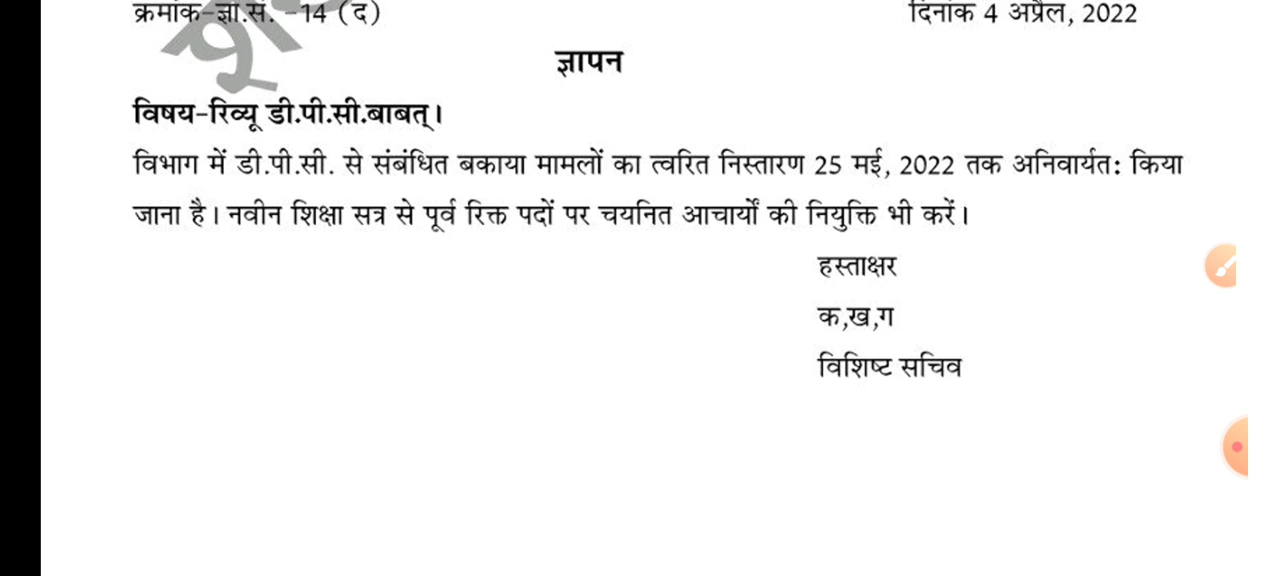 क्रमांक-ज्ञा.सं. -14 (द) दिनांक 4 अप्रैल, 2022
ज्ञापन
विषय-रिव्यू डी.पी.सी.बाबत्।
विभाग में डी.पी.सी. से संबंधित बकाया मामलों का त्वरित निस्तारण 25 मई, 2022 तक अनिवार्यत: किया
जाना है। नवीन शिक्षा सत्र से पूर्व रिक्त पदों पर चयनित आचार्यों की नियुक्ति भी करें।
हस्ताक्षर
क,ख,ग
विशिष्ट सचिव